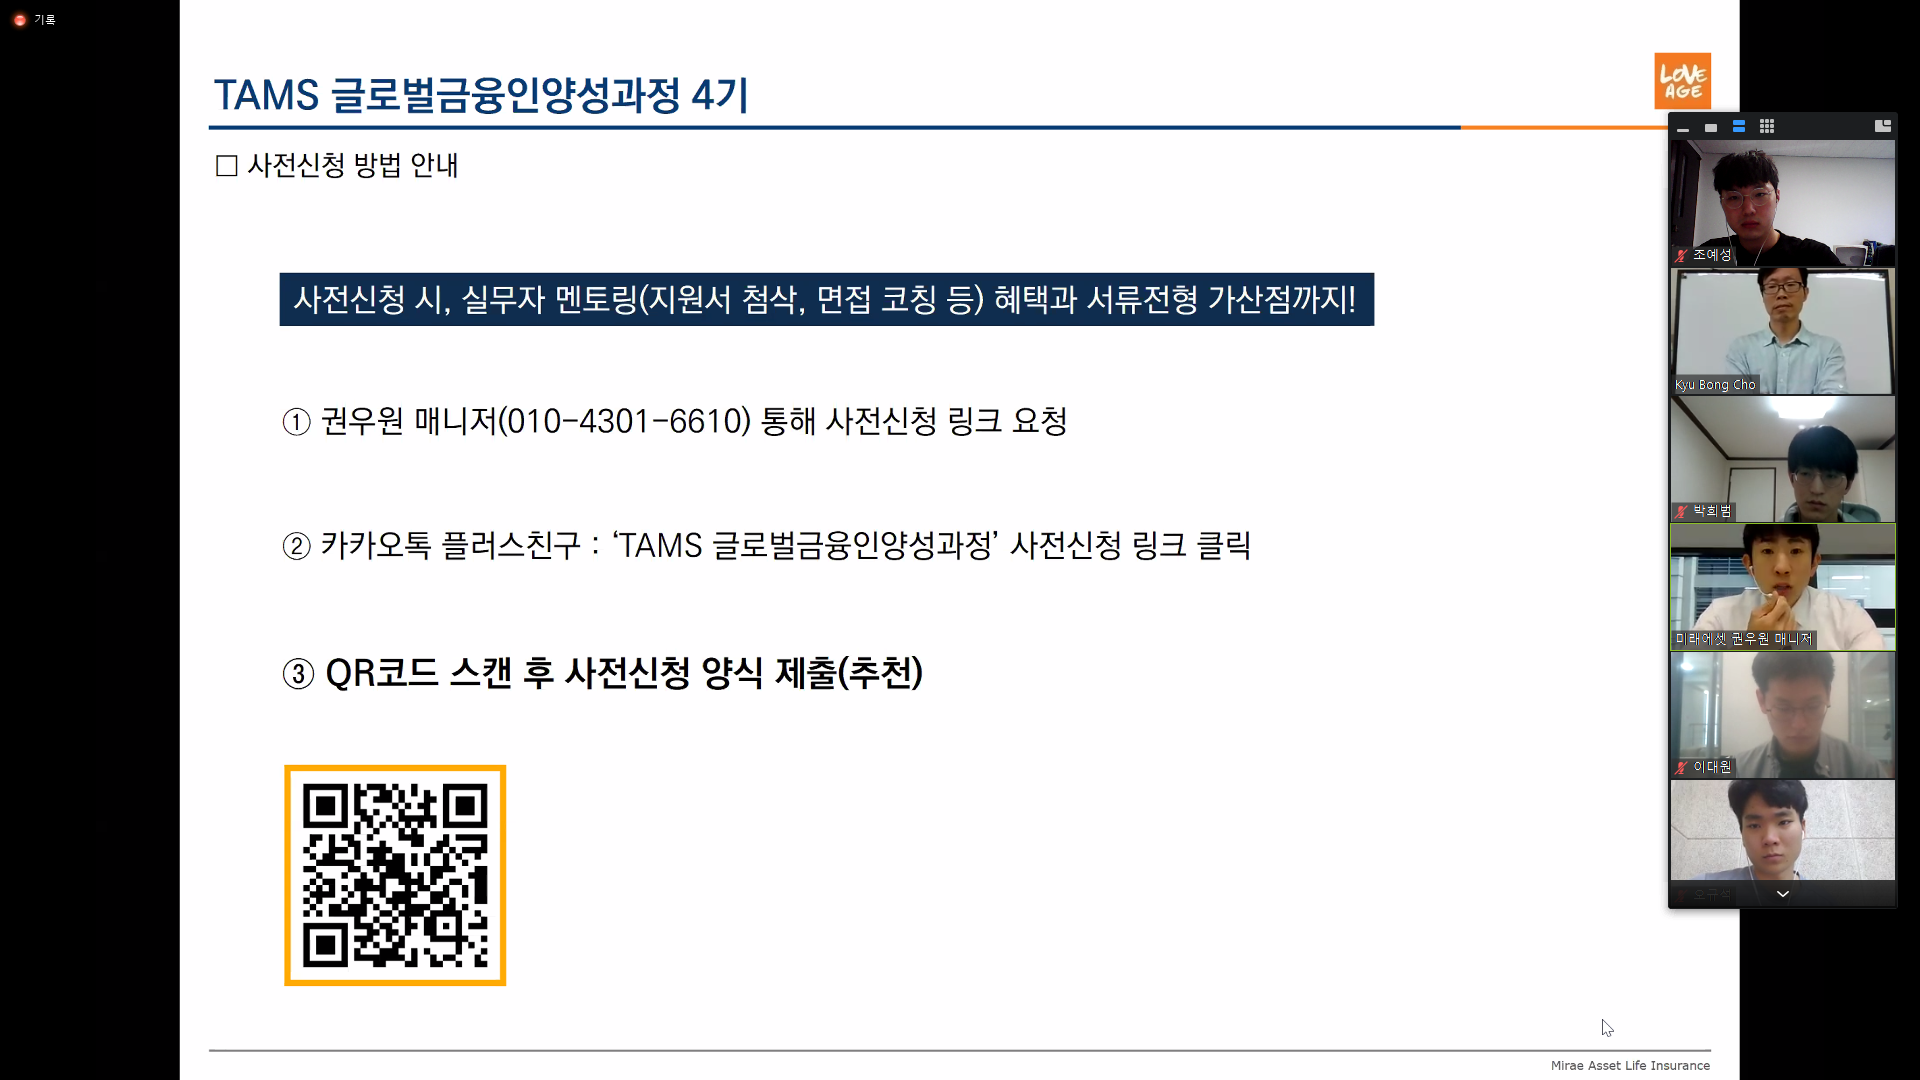 기록
TAMS 글로벌금융인양성과정 4기
LOVE
AGE
□ 사전신청 방법 안내
사전신청 시, 실무자 멘토링(지원서 첨삭, 면접 코칭 등) 혜택과 서류전형 가산점까지!
① 권우원 매니저(010-4301-6610) 통해 사전신청 링크 요청
② 카카오톡 플러스친구 : ‘TAMS 글로벌금융인양성과정’ 사전신청 링크 클릭
③ QR코드 스캔 후 사전신청 양식 제출(추천)
조예성
Kyu Bong Cho
박희범
미래에셋 권우원 매니저
이대원
Mirae Asset Life Insurance